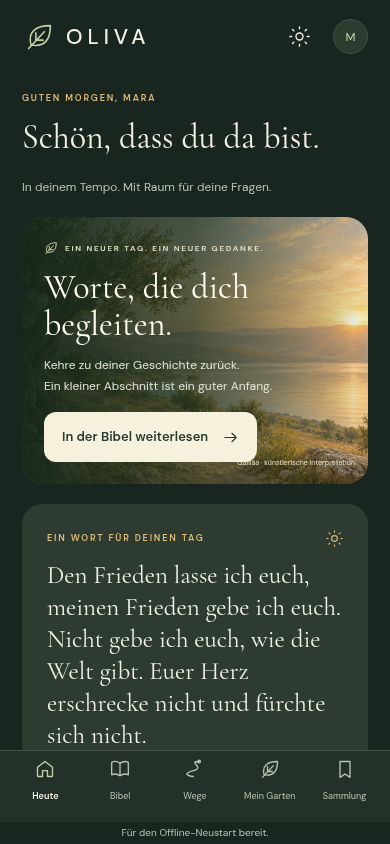 OLIVA
M
GUTEN MORGEN, MARA
Schön, dass du da bist.
In deinem Tempo. Mit Raum für deine Fragen.
EIN NEUER TAG. EIN NEUER GEDANKE.
Worte, die dich
begleiten.
Kehre zu deiner Geschichte zurück.
Ein kleiner Abschnitt ist ein guter Anfang.
In der Bibel weiterlesen →
Galiläa · künstlerische Interpretation
EIN WORT FÜR DEINEN TAG
Den Frieden lasse ich euch,
meinen Frieden gebe ich euch.
Nicht gebe ich euch, wie die
Welt gibt. Euer Herz
erschrecke nicht und fürchte
sich nicht.
Heute Bibel Wege Mein Garten Sammlung
Für den Offline-Neustart bereit.